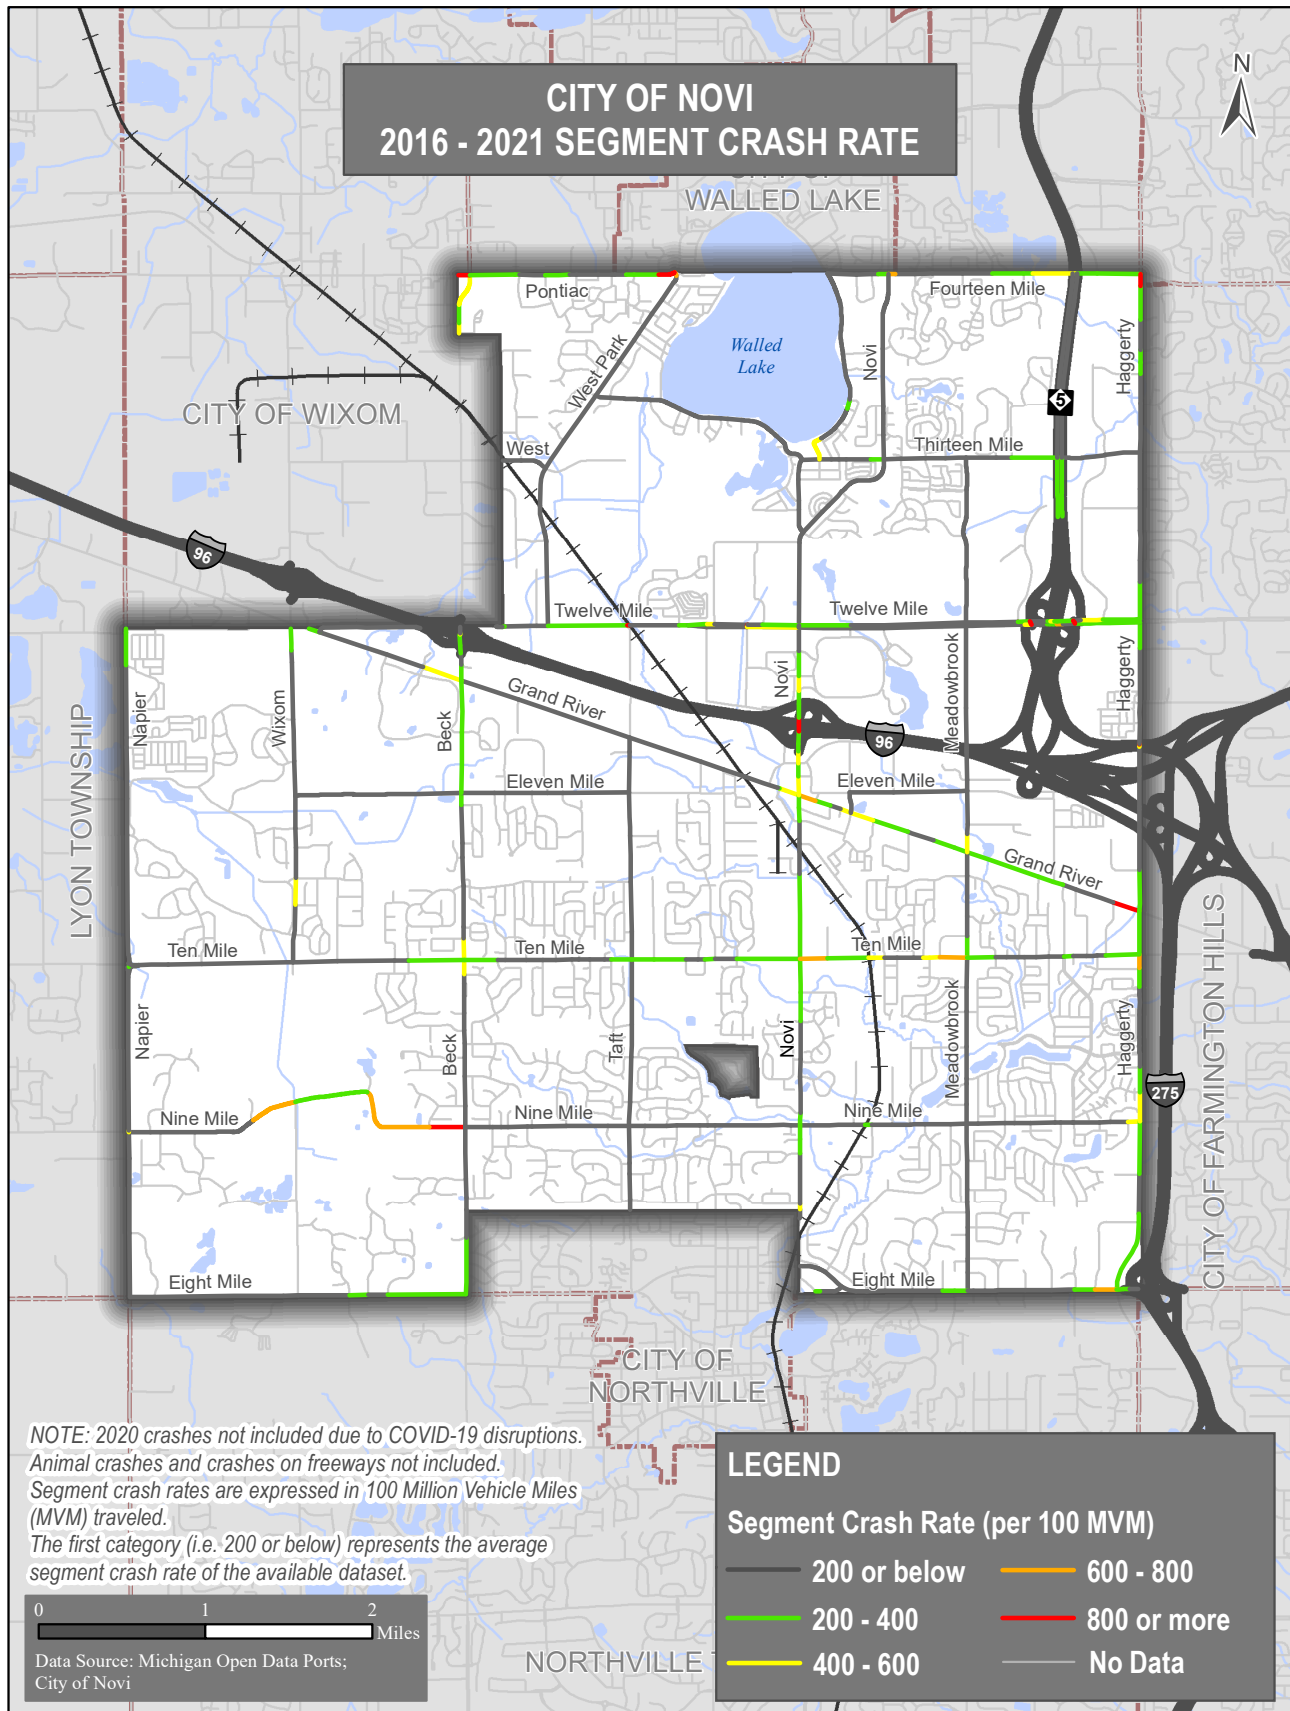 CITY OF NOVI
2016 - 2021 SEGMENT CRASH RATE
N
WALLED LAKE
Pontiac
Fourteen Mile
West Park
Walled
Lake
Novi
Haggerty
5
CITY OF WIXOM
West
Thirteen Mile
96
Twelve Mile
Twelve Mile
Napier
Wixom
Beck
Grand River
Novi
Meadowbrook
Haggerty
96
LYON TOWNSHIP
Eleven Mile
Eleven Mile
Grand River
Ten Mile
Ten Mile
Ten Mile
CITY OF FARMINGTON HILLS
Napier
Beck
Taft
Novi
Meadowbrook
Haggerty
275
Nine Mile
Nine Mile
Nine Mile
Eight Mile
Eight Mile
CITY OF
NORTHVILLE
NOTE: 2020 crashes not included due to COVID-19 disruptions.
Animal crashes and crashes on freeways not included.
Segment crash rates are expressed in 100 Million Vehicle Miles
(MVM) traveled.
The first category (i.e. 200 or below) represents the average
segment crash rate of the available dataset.
0 1 2
Miles
Data Source: Michigan Open Data Ports;
City of Novi
NORTHVILLE
LEGEND
Segment Crash Rate (per 100 MVM)
200 or below
600 - 800
200 - 400
800 or more
400 - 600
No Data